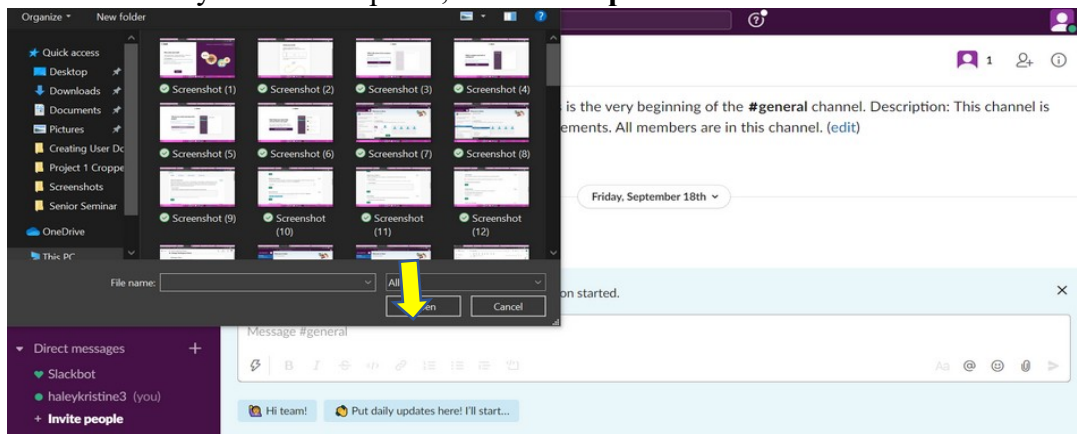 Organize New folder
Quick access
Desktop
Downloads
Documents
Pictures
Creating User Do
Project 1 Croppe
Screenshots
Senior Seminar
OneDrive
This PC
Screenshot (1) Screenshot (2) Screenshot (3) Screenshot (4)
Screenshot (5) Screenshot (6) Screenshot (7) Screenshot (8)
Screenshot (9) Screenshot (10) Screenshot (11) Screenshot (12)
File name: All
Cancel
1
is the very beginning of the #general channel. Description: This channel is
ements. All members are in this channel. (edit)
Friday, September 18th
on started.
Message #general
Direct messages +
Slackbot
haleykristine3 (you)
+ Invite people
B I Aa @
Hi team! Put daily updates here! I'll start...